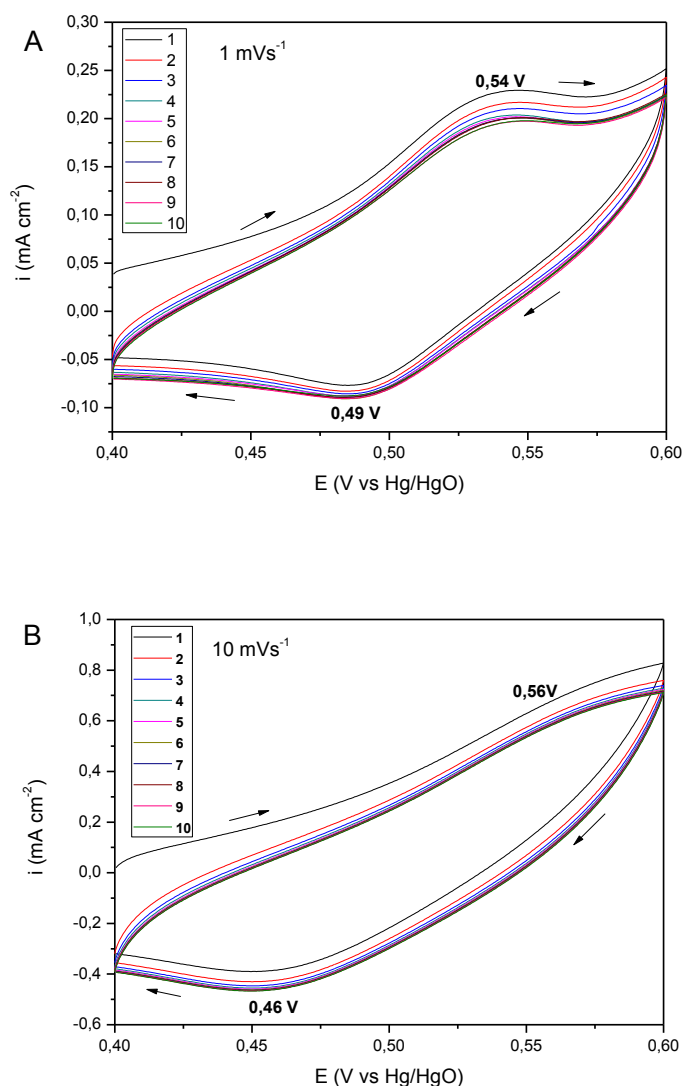 A
1 mVs⁻¹
1
2
3
4
5
6
7
8
9
10
0,54 V
0,49 V
0,30
0,25
0,20
0,15
0,10
0,05
0,00
-0,05
-0,10
i (mA cm⁻²)
0,40 0,45 0,50 0,55 0,60
E (V vs Hg/HgO)
B
10 mVs⁻¹
1
2
3
4
5
6
7
8
9
10
0,56V
0,46 V
1,0
0,8
0,6
0,4
0,2
0,0
-0,2
-0,4
-0,6
i (mA cm⁻²)
0,40 0,45 0,50 0,55 0,60
E (V vs Hg/HgO)